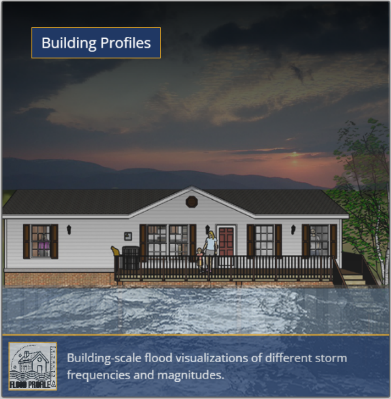 Building Profiles
Building-scale flood visualizations of different storm
frequencies and magnitudes.
FLOOD PROFILE